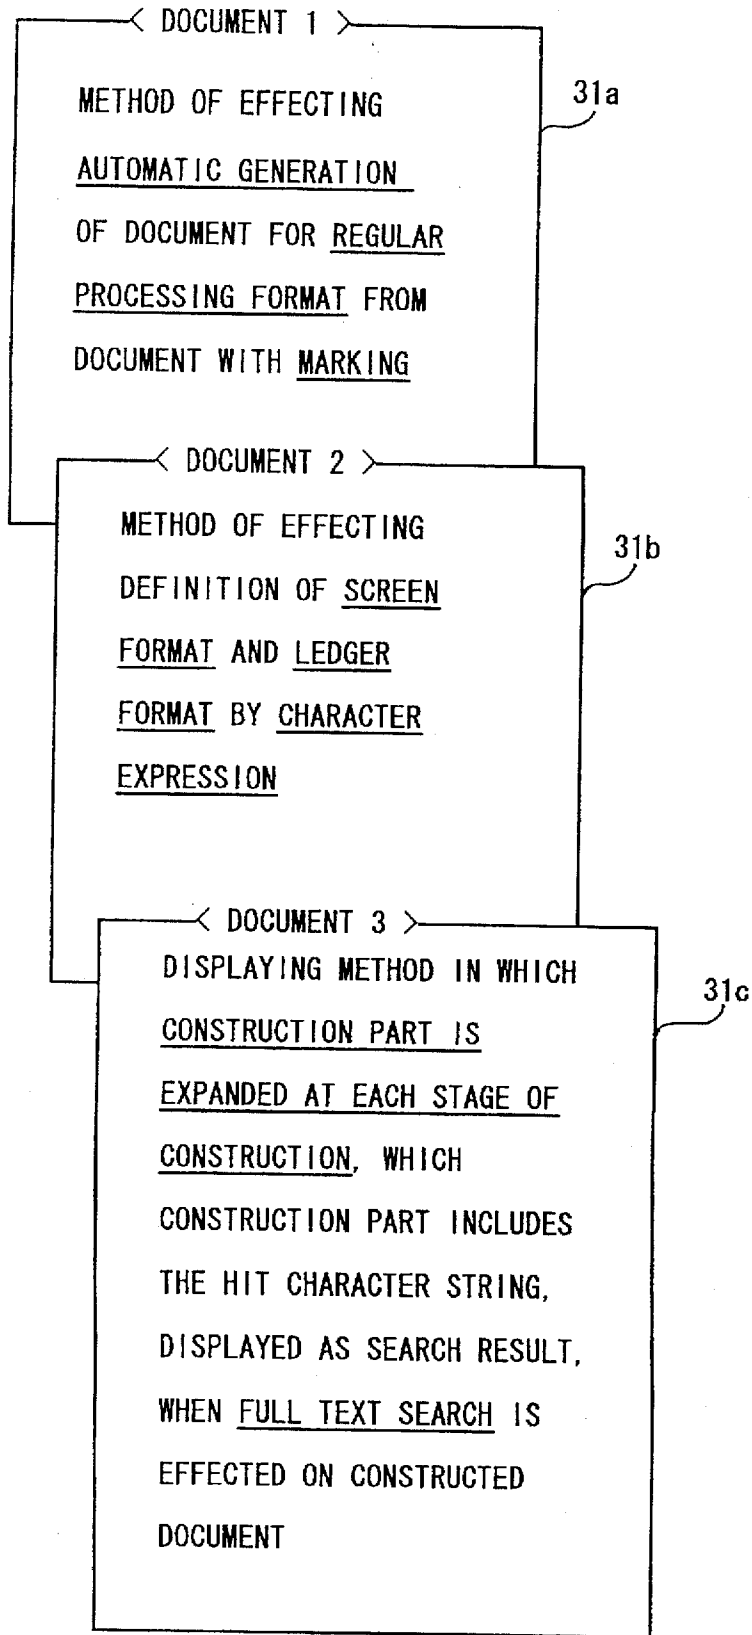 < DOCUMENT 1 >
31a
METHOD OF EFFECTING
AUTOMATIC GENERATION
OF DOCUMENT FOR REGULAR
PROCESSING FORMAT FROM
DOCUMENT WITH MARKING
< DOCUMENT 2 >
31b
METHOD OF EFFECTING
DEFINITION OF SCREEN
FORMAT AND LEDGER
FORMAT BY CHARACTER
EXPRESSION
< DOCUMENT 3 >
31c
DISPLAYING METHOD IN WHICH
CONSTRUCTION PART IS
EXPANDED AT EACH STAGE OF
CONSTRUCTION, WHICH
CONSTRUCTION PART INCLUDES
THE HIT CHARACTER STRING,
DISPLAYED AS SEARCH RESULT,
WHEN FULL TEXT SEARCH IS
EFFECTED ON CONSTRUCTED
DOCUMENT